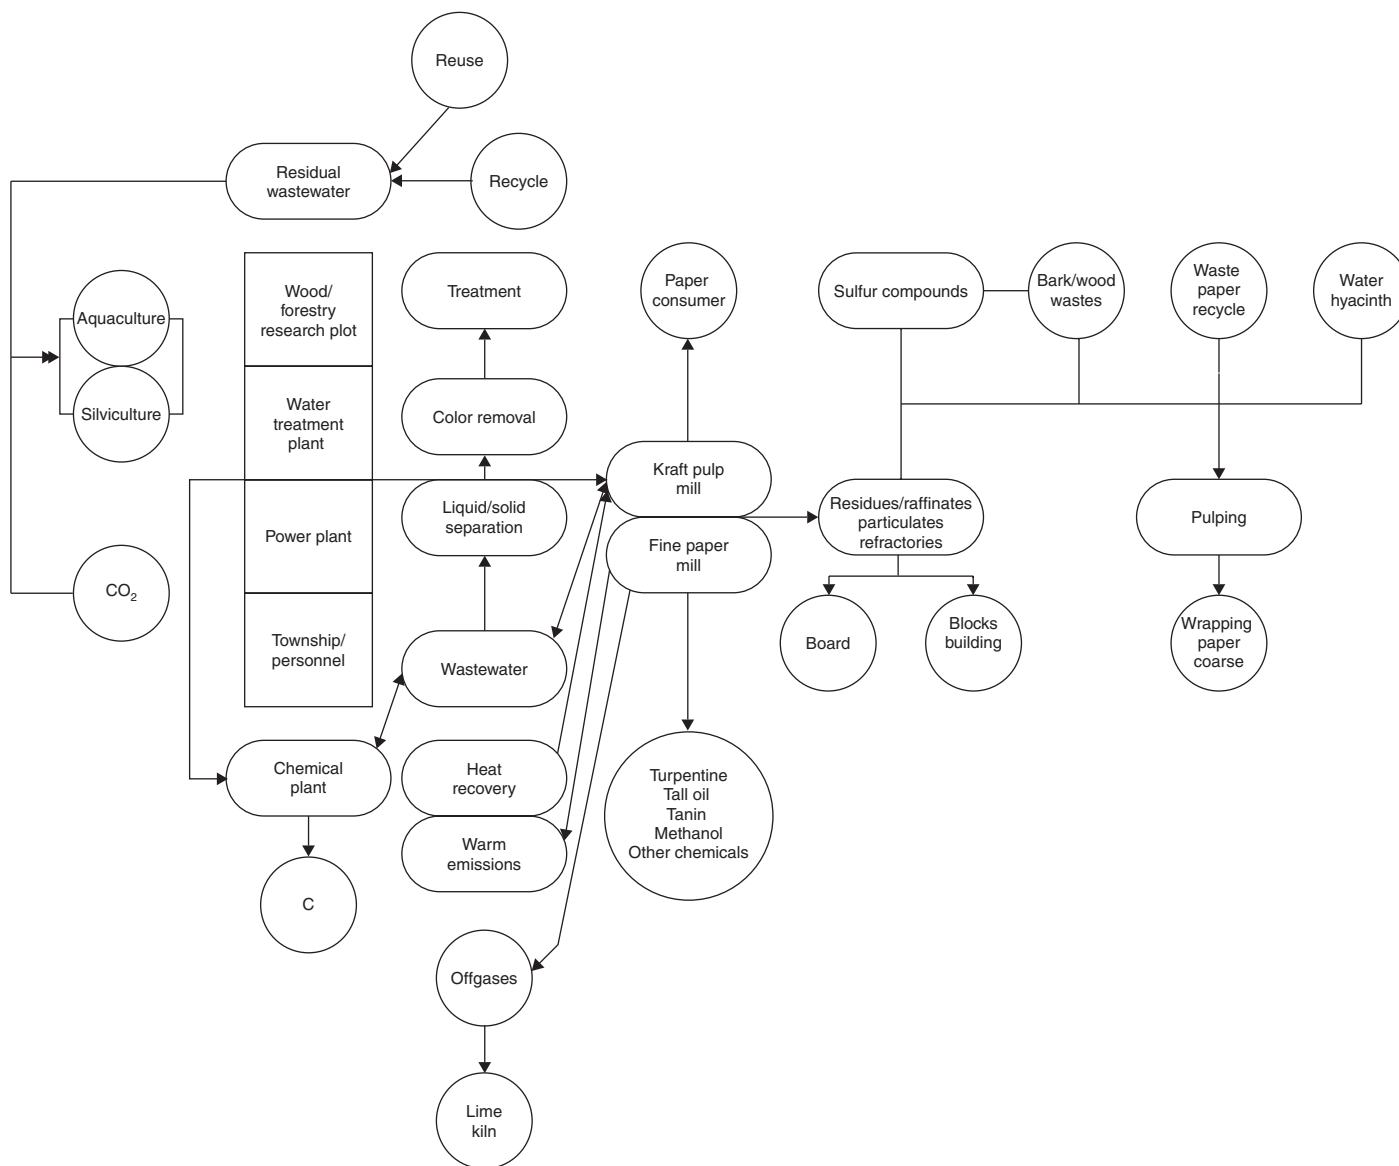 Reuse
Residual
wastewater
Recycle
Wood/
forestry
research plot
Treatment
Paper
consumer
Sulfur compounds
Bark/wood
wastes
Waste
paper
recycle
Water
hyacinth
Aquaculture
Silviculture
Water
treatment
plant
Color removal
Kraft pulp
mill
Liquid/solid
separation
Residues/raffinates
particulates
refractories
Pulping
Power plant
Fine paper
mill
CO₂
Township/
personnel
Wastewater
Board
Blocks
building
Wrapping
paper
coarse
Chemical
plant
Heat
recovery
Turpentine
Tall oil
Tanin
Methanol
Other chemicals
Warm
emissions
C
Offgases
Lime
kiln